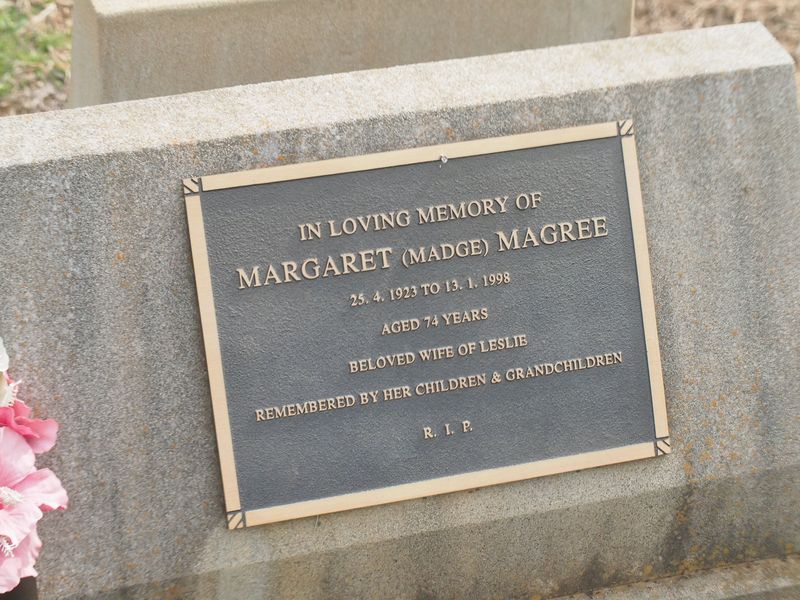 IN LOVING MEMORY OF
MARGARET (MADGE) MAGREE
25. 4. 1923 TO 13. 1. 1998
AGED 74 YEARS
BELOVED WIFE OF LESLIE
REMEMBERED BY HER CHILDREN & GRANDCHILDREN
R. I. P.